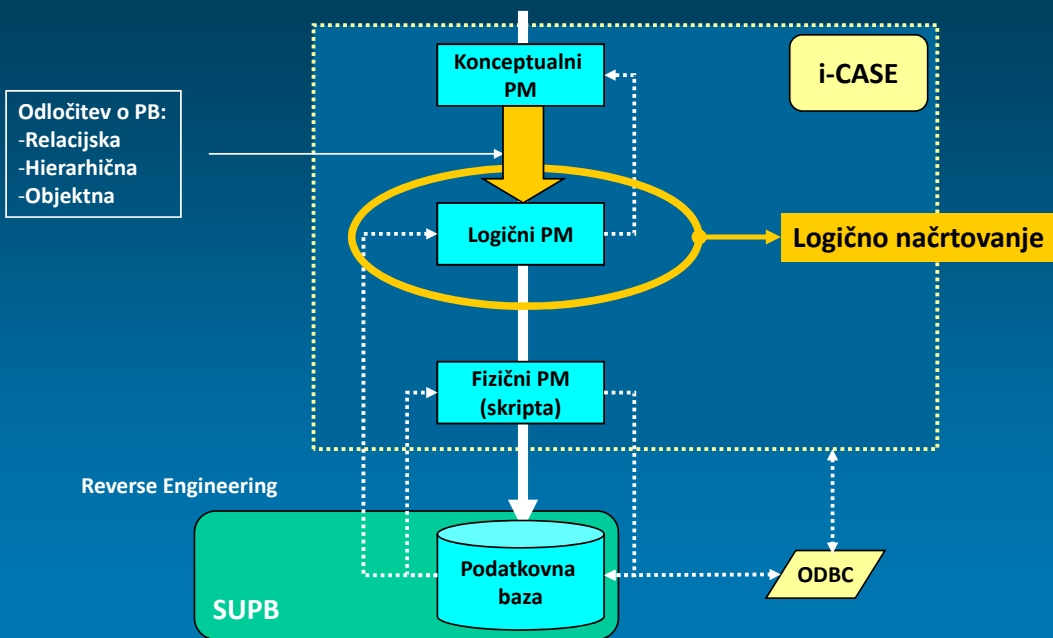 Konceptualni
PM
i-CASE
Odločitev o PB:
-Relacijska
-Hierarhična
-Objektna
Logični PM
Logično načrtovanje
Fizični PM
(skripta)
Reverse Engineering
Podatkovna
baza
ODBC
SUPB